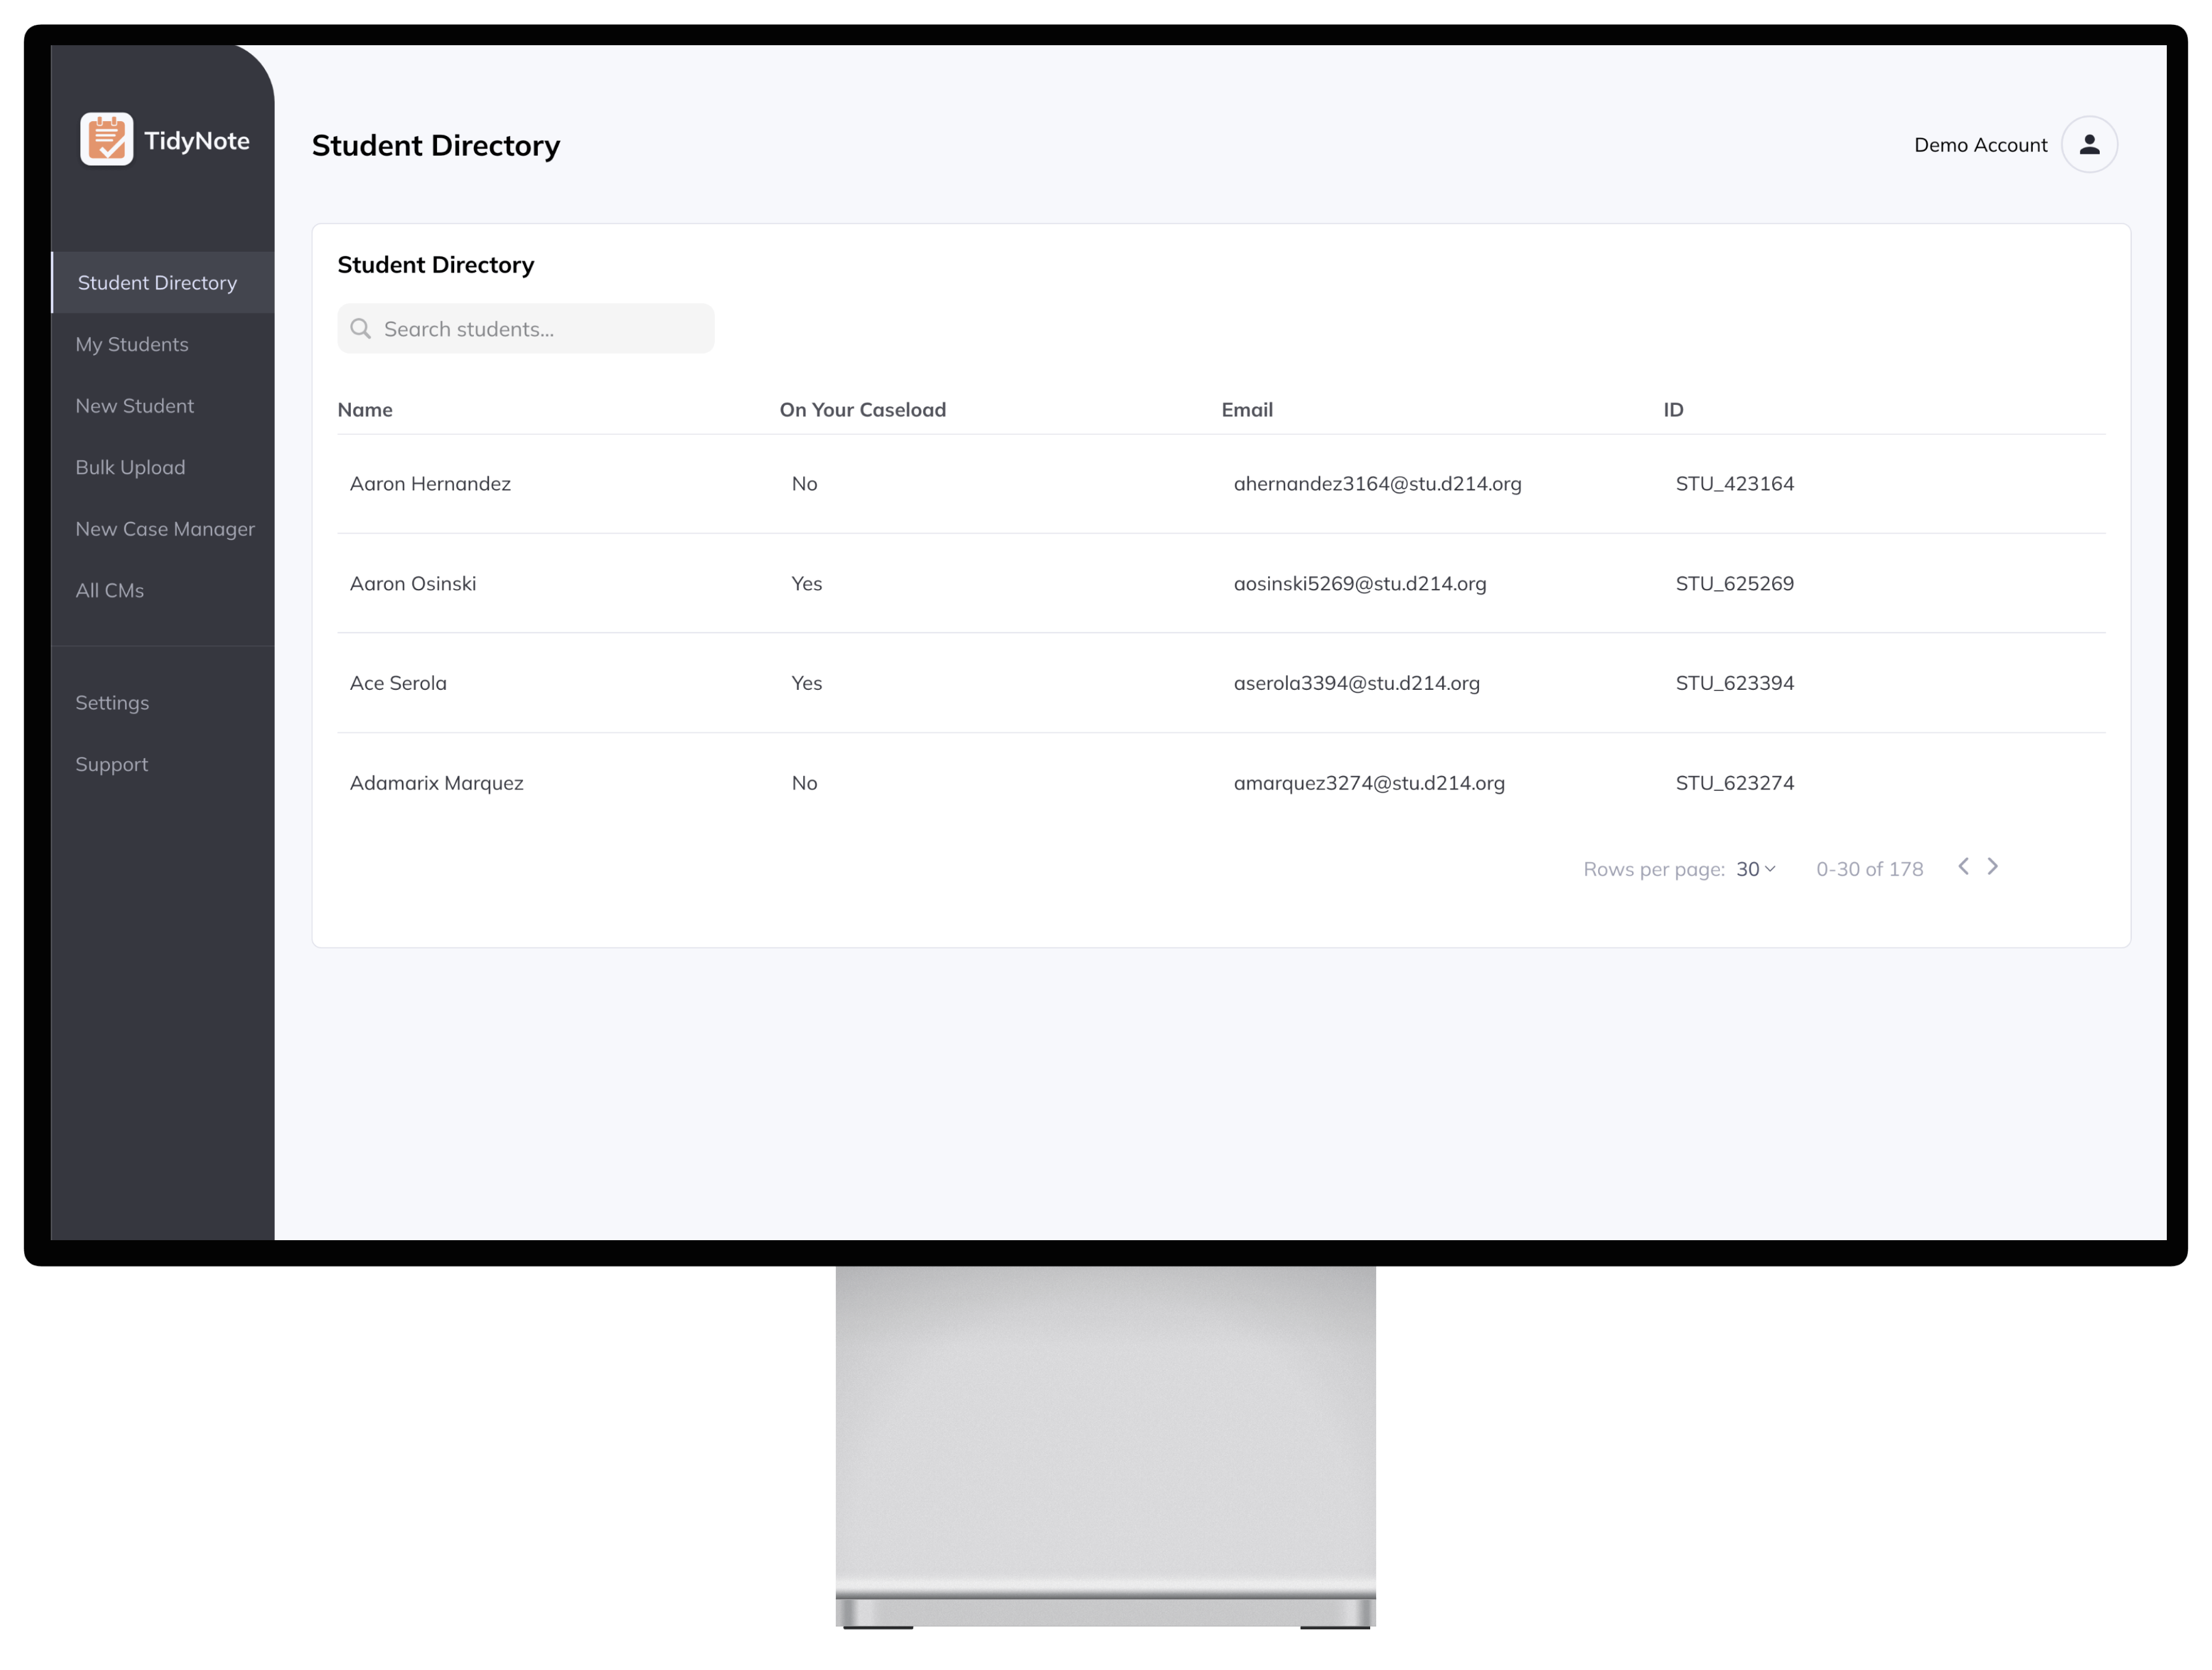 TidyNote
Student Directory
Demo Account
Student Directory
My Students
New Student
Bulk Upload
New Case Manager
All CMs
Settings
Support
Student Directory
Search students...
Name On Your Caseload Email ID
Aaron Hernandez No ahernandez3164@stu.d214.org STU_423164
Aaron Osinski Yes aosinski5269@stu.d214.org STU_625269
Ace Serola Yes aserola3394@stu.d214.org STU_623394
Adamarix Marquez No amarquez3274@stu.d214.org STU_623274
Rows per page: 30 0-30 of 178